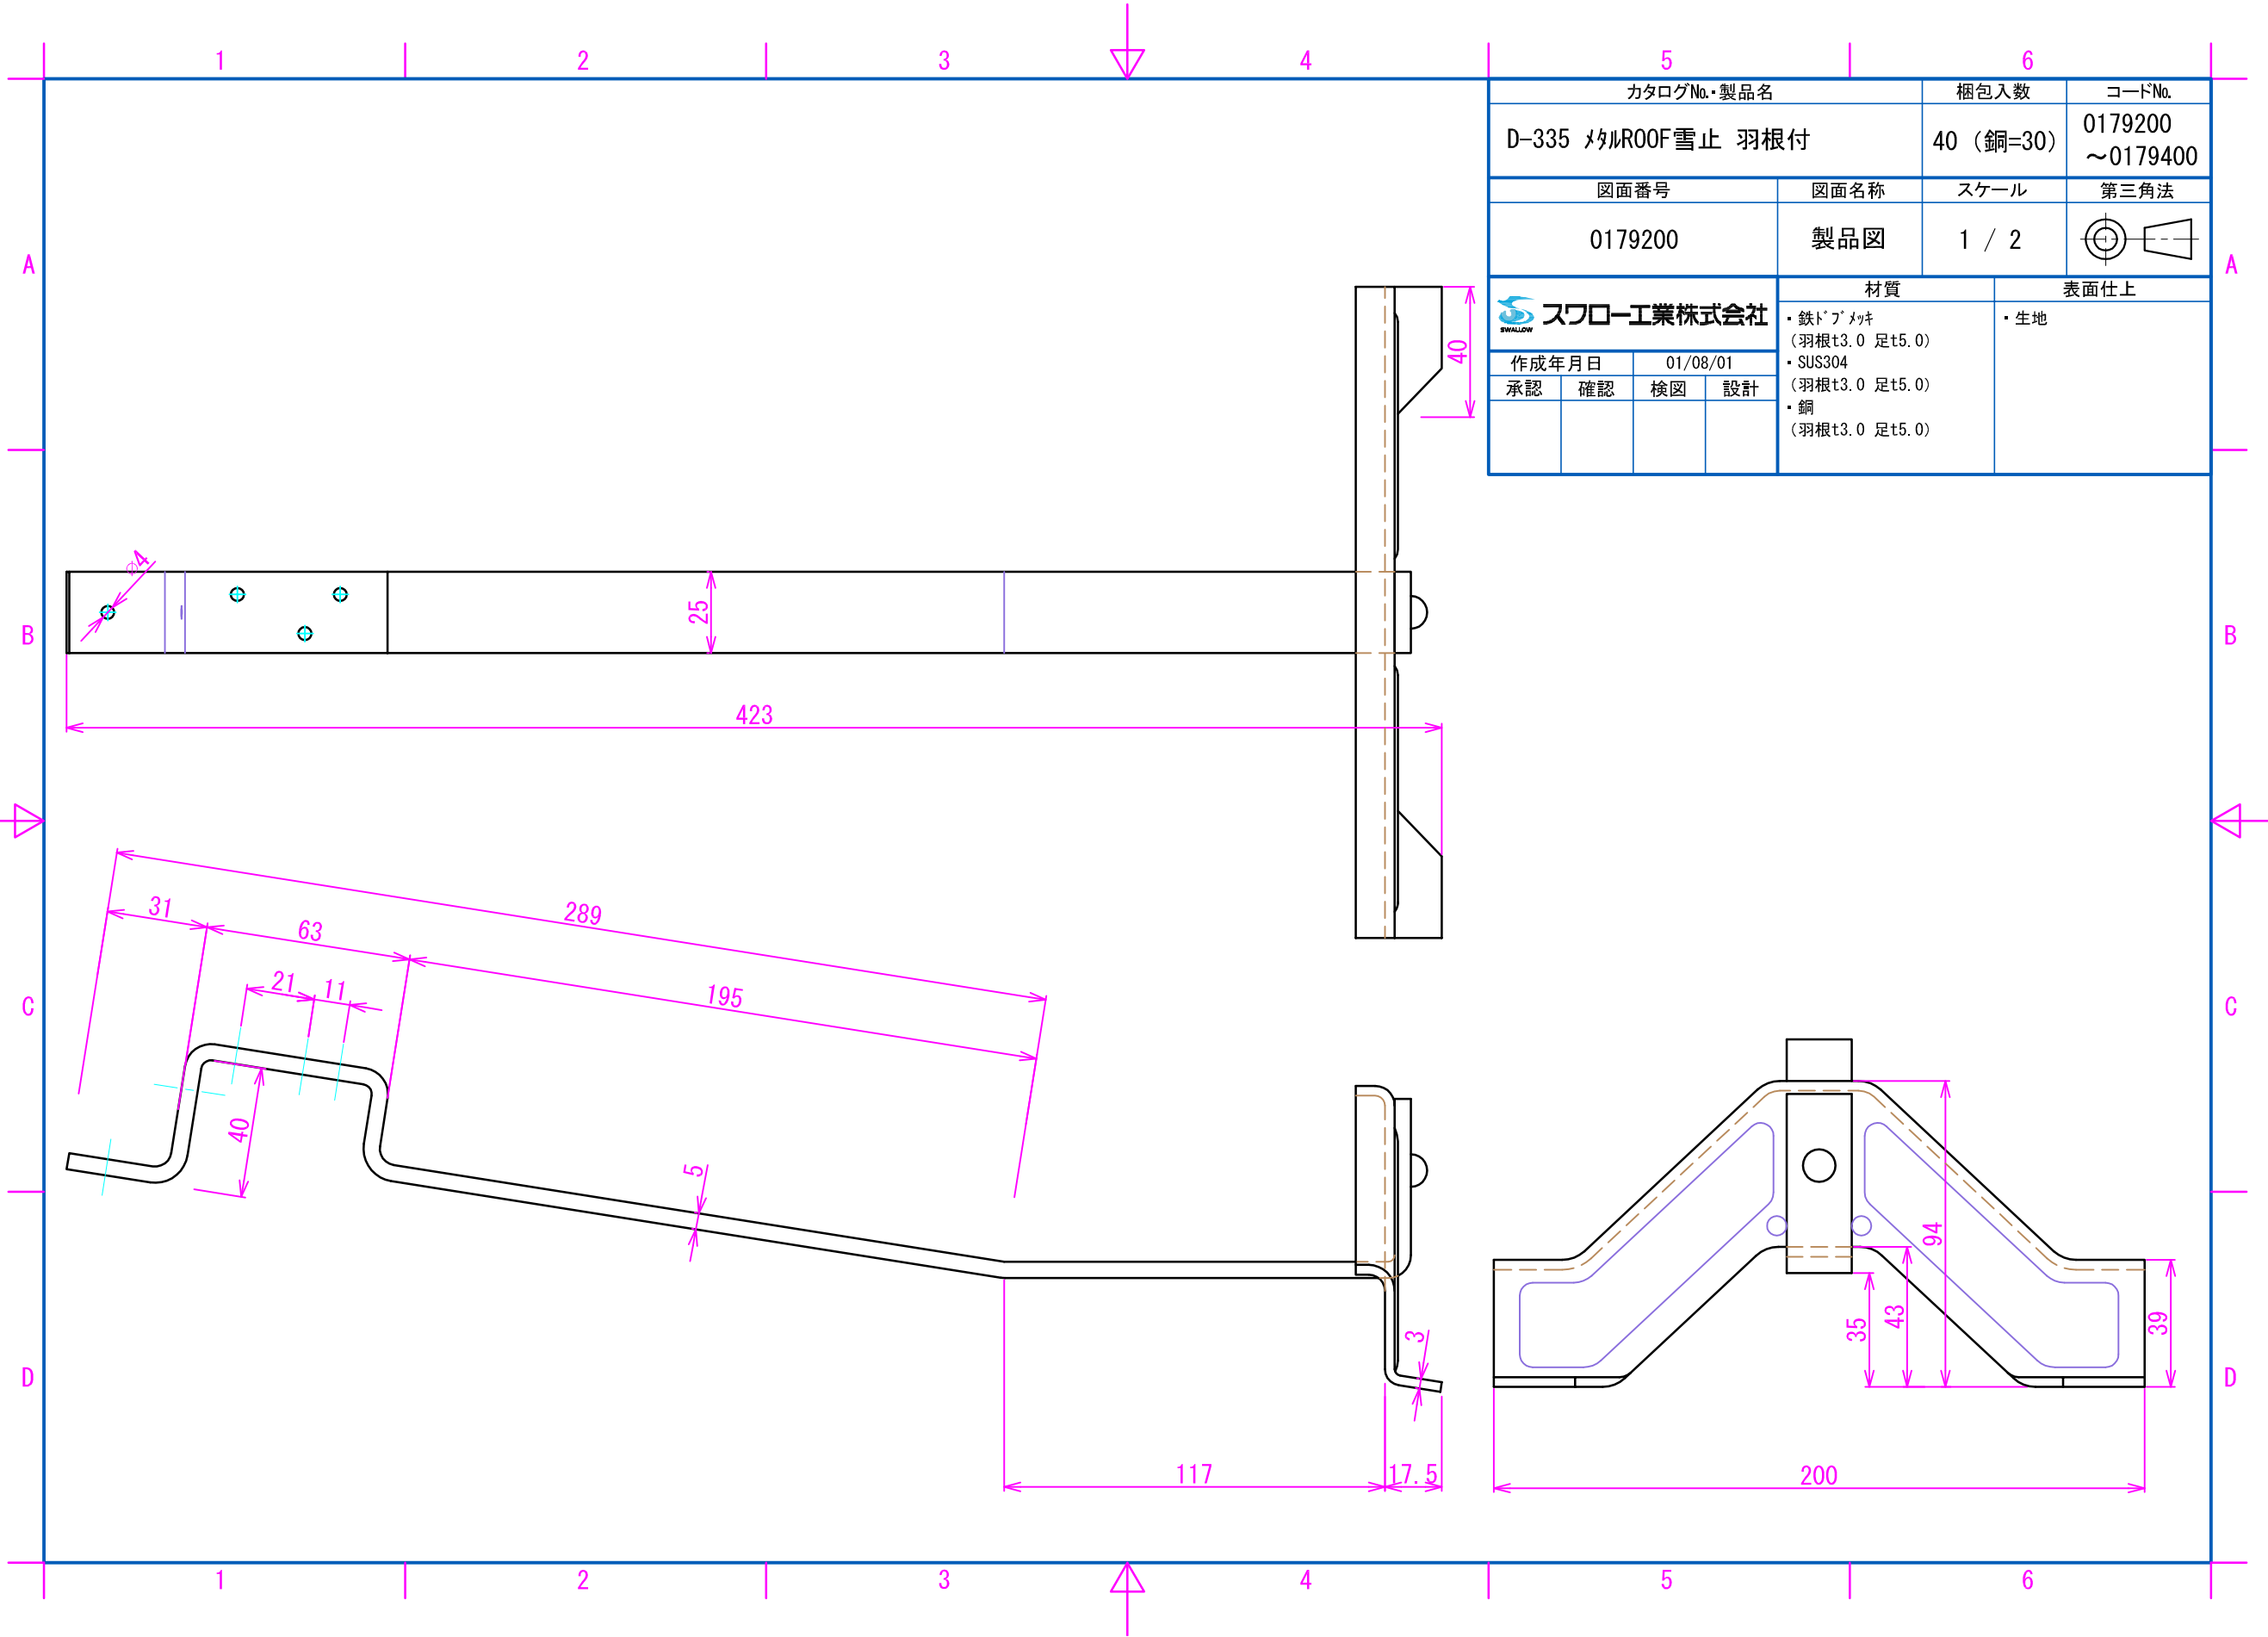 1 2 3 4 5 6
カタログNo.・製品名 梱包入数 コードNo.
D-335 メタルROOF雪止 羽根付 40 (銅=30) 0179200
～0179400
図面番号 図面名称 スケール 第三角法
0179200 製品図 1 / 2
スワロー工業株式会社
SWALLOW
作成年月日 01/08/01
承認 確認 検図 設計
材質 表面仕上
・鉄ドブメッキ ・生地
(羽根t3.0 足t5.0)
・SUS304
(羽根t3.0 足t5.0)
・銅
(羽根t3.0 足t5.0)
A A
40
∅4
25
B B
423
31
63
289
21
11
195
C C
40
5
94
35
43
39
3
D D
117
17.5
200
1 2 3 4 5 6